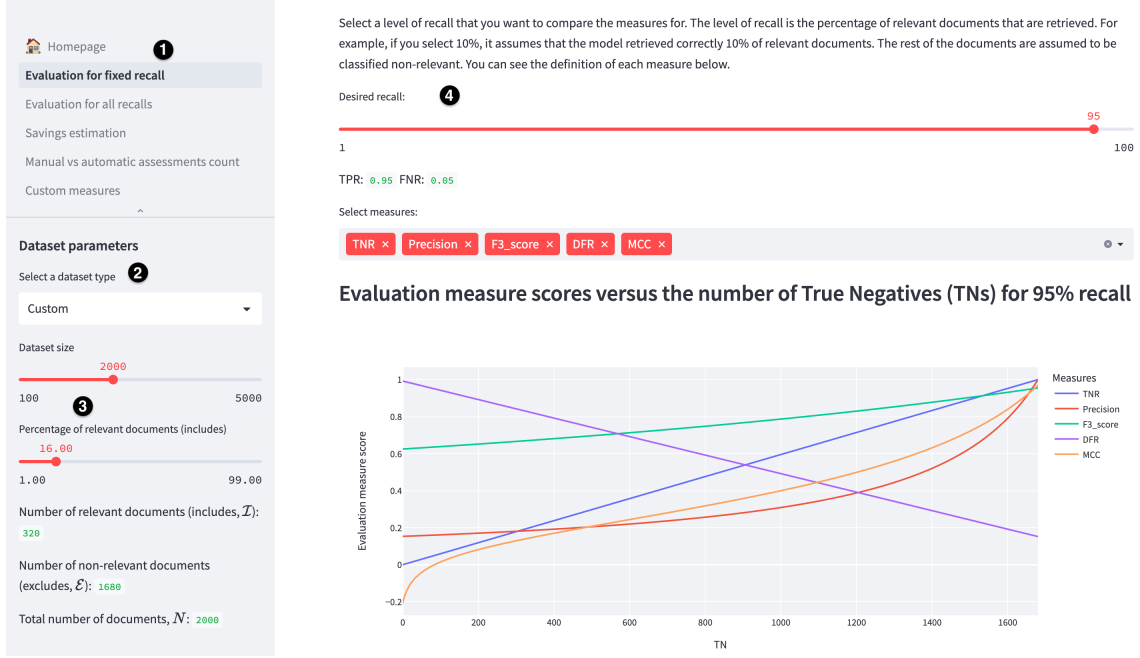 🏠 Homepage
1
Evaluation for fixed recall
Evaluation for all recalls
Savings estimation
Manual vs automatic assessments count
Custom measures
Dataset parameters
Select a dataset type
2
Custom
Dataset size
2000
100 5000
3
Percentage of relevant documents (includes)
16.00
1.00 99.00
Number of relevant documents (includes, ℐ):
320
Number of non-relevant documents
(excludes, ℰ): 1680
Total number of documents, N: 2000
Select a level of recall that you want to compare the measures for. The level of recall is the percentage of relevant documents that are retrieved. For
example, if you select 10%, it assumes that the model retrieved correctly 10% of relevant documents. The rest of the documents are assumed to be
classified non-relevant. You can see the definition of each measure below.
Desired recall:
4
95
1 100
TPR: 0.95 FNR: 0.05
Select measures:
TNR × Precision × F3_score × DFR × MCC ×
Evaluation measure scores versus the number of True Negatives (TNs) for 95% recall
Evaluation measure score
1
0.8
0.6
0.4
0.2
0
−0.2
0 200 400 600 800 1000 1200 1400 1600
TN
Measures
TNR
Precision
F3_score
DFR
MCC